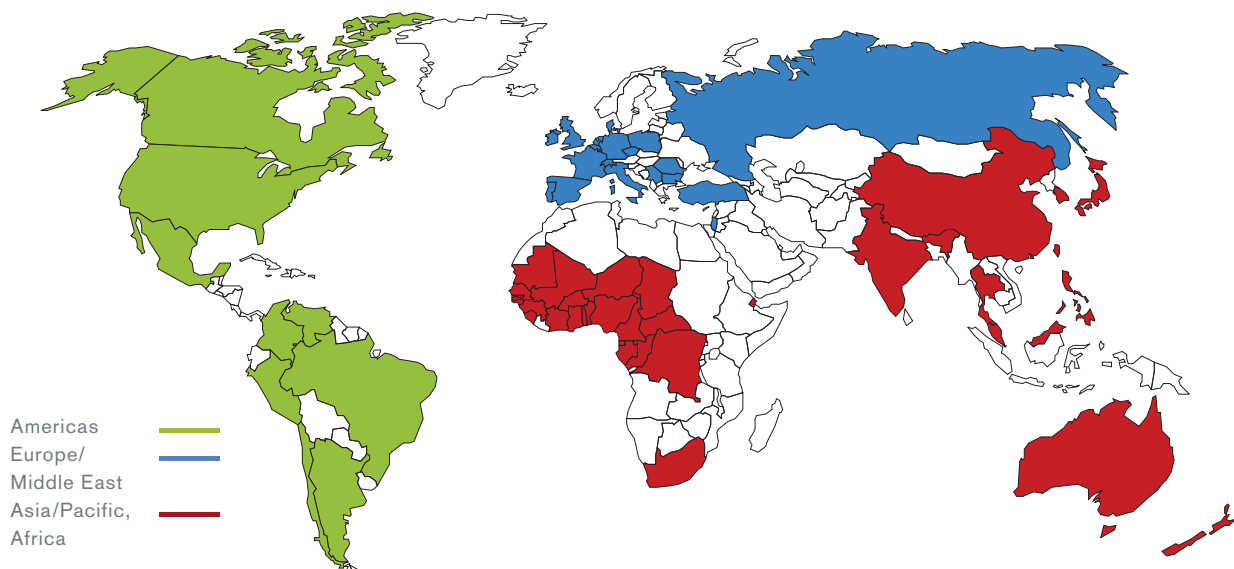 Americas
Europe/
Middle East
Asia/Pacific,
Africa